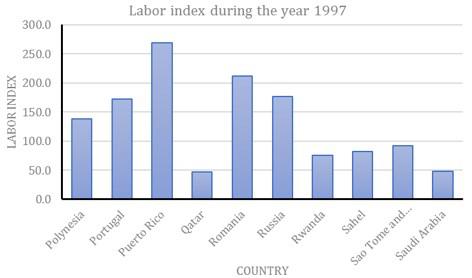 Labor index during the year 1997
300.0
250.0
200.0
150.0
100.0
50.0
0.0
LABOR INDEX
Polynesia
Portugal
Puerto Rico
Qatar
Romania
Russia
Rwanda
Sahel
Sao Tome and...
Saudi Arabia
COUNTRY